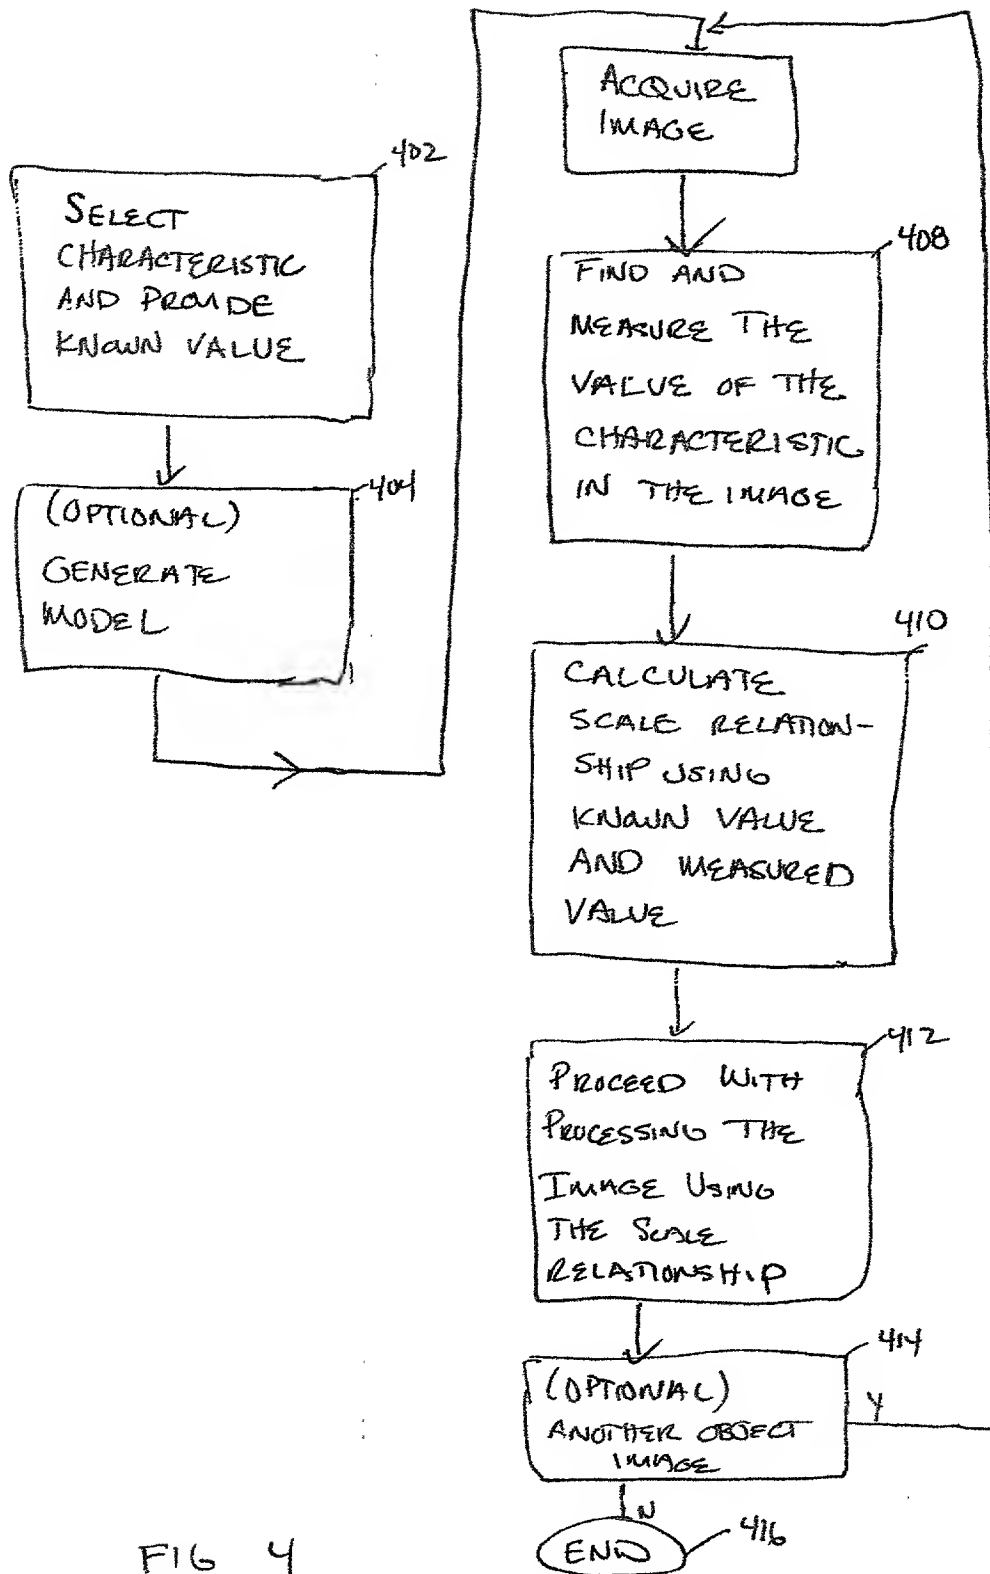 402
SELECT
CHARACTERISTIC
AND PROVIDE
KNOWN VALUE
404
(OPTIONAL)
GENERATE
MODEL
ACQUIRE
IMAGE
408
FIND AND
MEASURE THE
VALUE OF THE
CHARACTERISTIC
IN THE IMAGE
410
CALCULATE
SCALE RELATION-
SHIP USING
KNOWN VALUE
AND MEASURED
VALUE
412
PROCEED WITH
PROCESSING THE
IMAGE USING
THE SCALE
RELATIONSHIP
414
(OPTIONAL)
ANOTHER OBJECT
IMAGE
Y
N
END
416
FIG 4